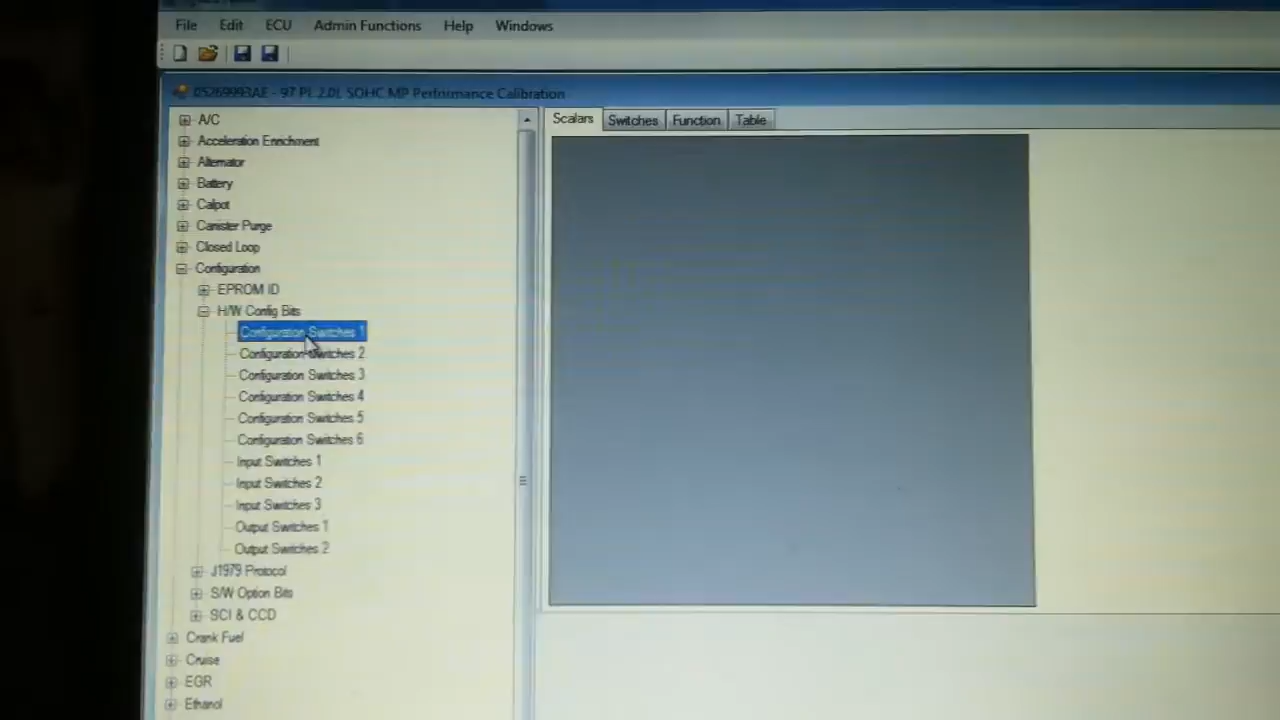 File Edit ECU Admin Functions Help Windows
05269993AE - 97 PL 2.0L SOHC MP Performance Calibration
A/C
Acceleration Enrichment
Alternator
Battery
Calpot
Canister Purge
Closed Loop
Configuration
EPROM ID
H/W Config Bits
Configuration Switches 1
Configuration Switches 2
Configuration Switches 3
Configuration Switches 4
Configuration Switches 5
Configuration Switches 6
Input Switches 1
Input Switches 2
Input Switches 3
Output Switches 1
Output Switches 2
J1979 Protocol
S/W Option Bits
SCI & CCD
Crank Fuel
Cruise
EGR
Ethanol
Scalars Switches Function Table